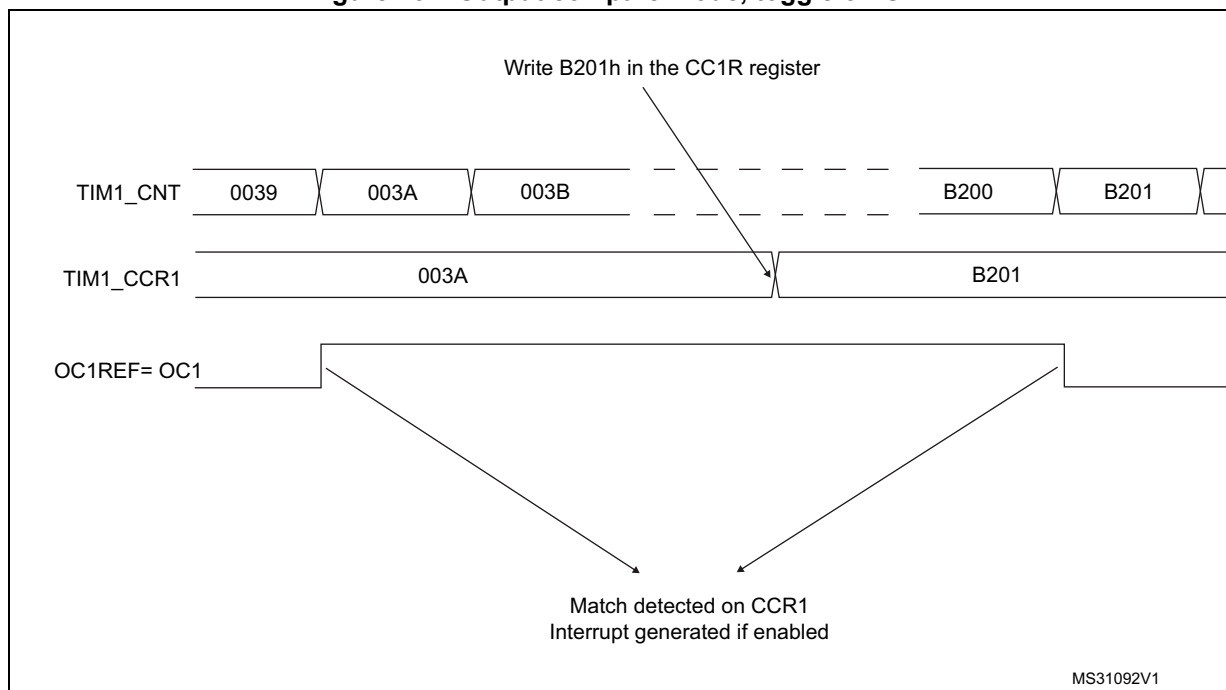 Write B201h in the CC1R register
TIM1_CNT 0039 003A 003B B200 B201
TIM1_CCR1 003A B201
OC1REF= OC1
Match detected on CCR1
Interrupt generated if enabled
MS31092V1